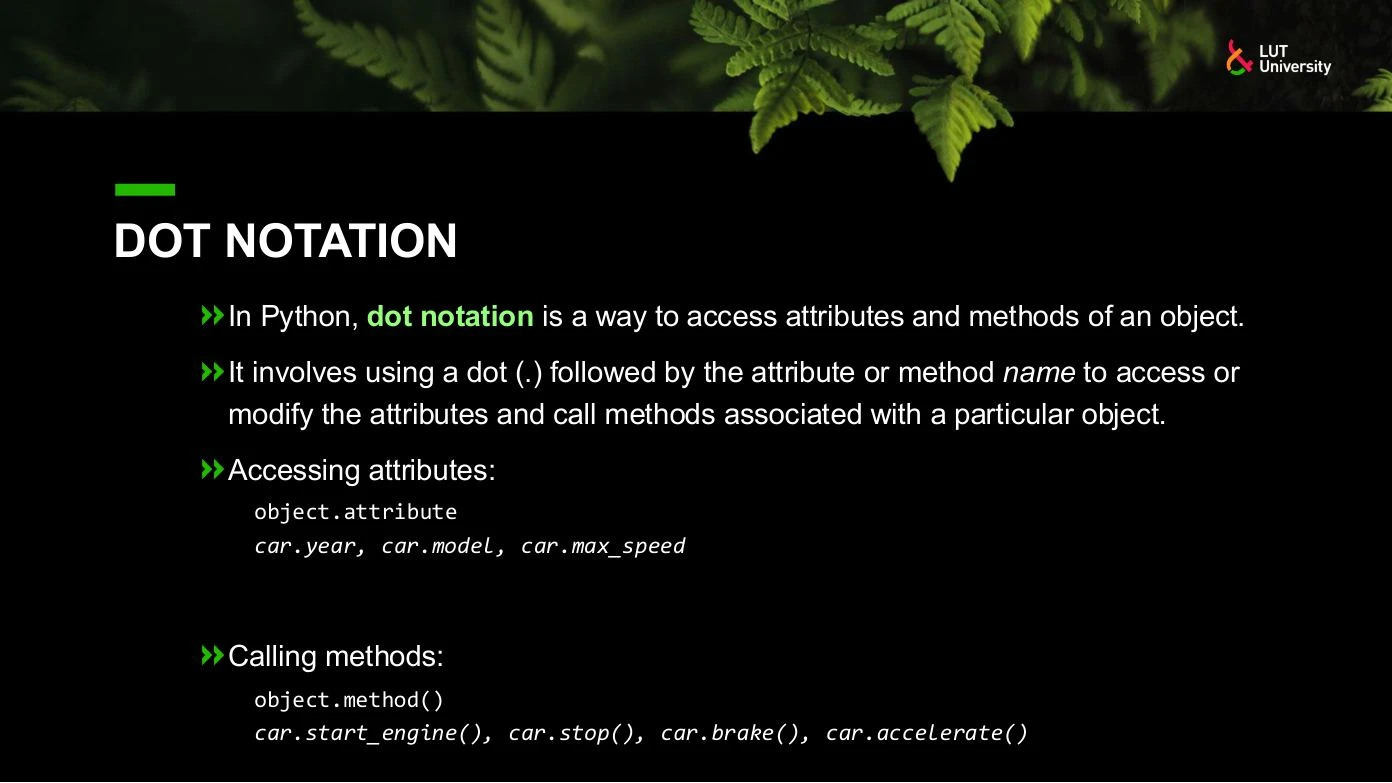 LUT
University
DOT NOTATION
In Python, dot notation is a way to access attributes and methods of an object.
It involves using a dot (.) followed by the attribute or method name to access or
modify the attributes and call methods associated with a particular object.
Accessing attributes:
object.attribute
car.year, car.model, car.max_speed
Calling methods:
object.method()
car.start_engine(), car.stop(), car.brake(), car.accelerate()